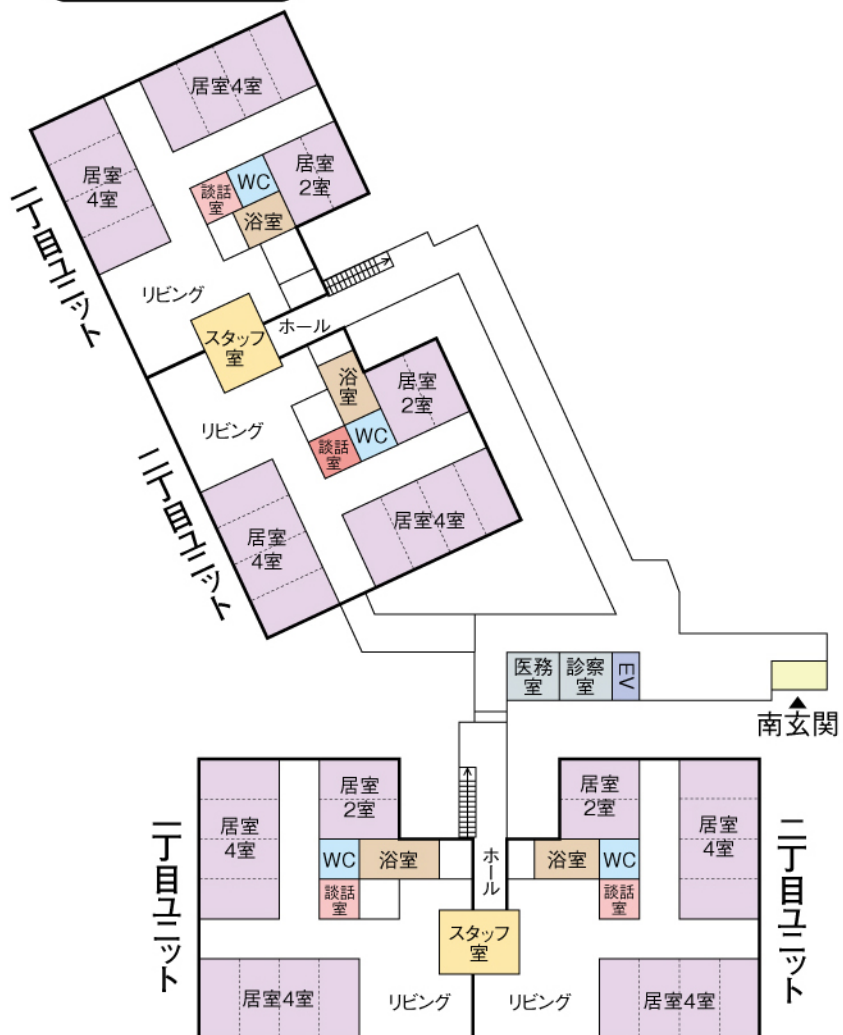 居室4室
居室
4室
居室
2室
WC
談話
室
浴室
一丁目ユニット
リビング
スタッフ
室
ホール
浴
室
居室
2室
リビング
WC
談話
室
二丁目ユニット
居室4室
居室
4室
医務
室
診察
室
EV
南玄関
居室
2室
居室
2室
居室
4室
居室
4室
一丁目ユニット
二丁目ユニット
WC
浴室
ホール
浴室
WC
談話
室
談話
室
スタッフ
室
居室4室
リビング
リビング
居室4室